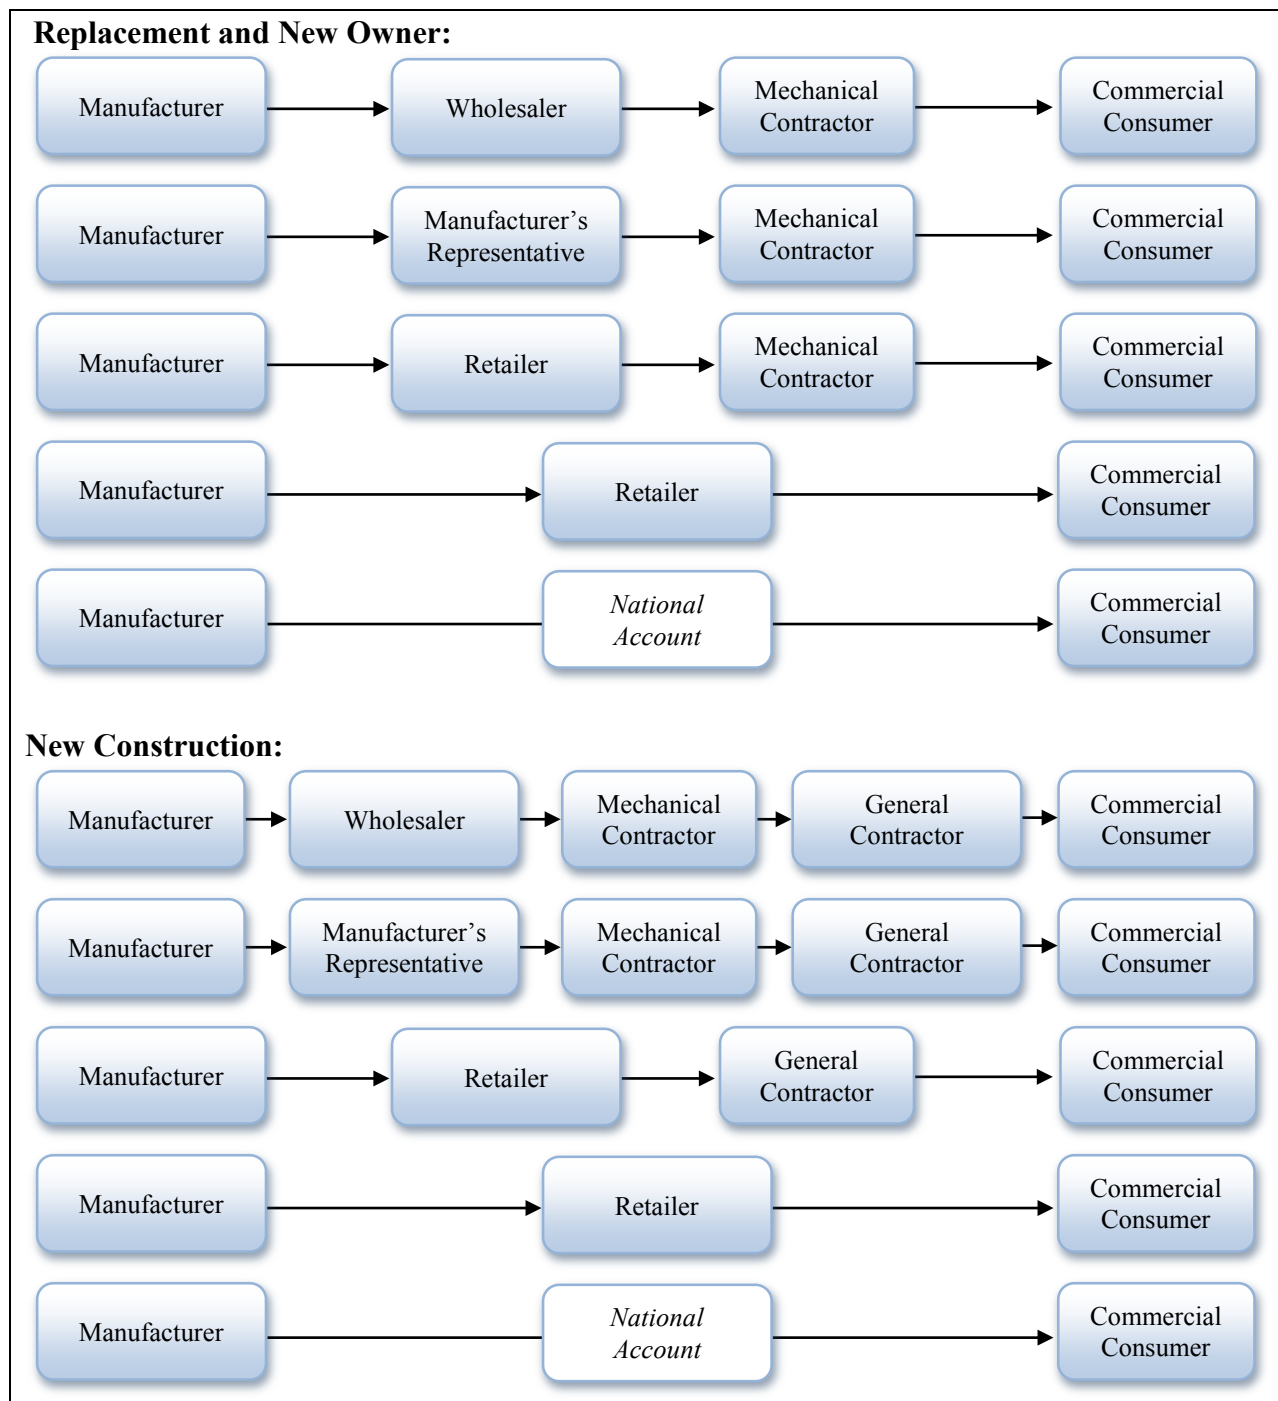 Replacement and New Owner:
Manufacturer
Wholesaler
Mechanical
Contractor
Commercial
Consumer
Manufacturer
Manufacturer’s
Representative
Mechanical
Contractor
Commercial
Consumer
Manufacturer
Retailer
Mechanical
Contractor
Commercial
Consumer
Manufacturer
Retailer
Commercial
Consumer
Manufacturer
National
Account
Commercial
Consumer
New Construction:
Manufacturer
Wholesaler
Mechanical
Contractor
General
Contractor
Commercial
Consumer
Manufacturer
Manufacturer’s
Representative
Mechanical
Contractor
General
Contractor
Commercial
Consumer
Manufacturer
Retailer
General
Contractor
Commercial
Consumer
Manufacturer
Retailer
Commercial
Consumer
Manufacturer
National
Account
Commercial
Consumer